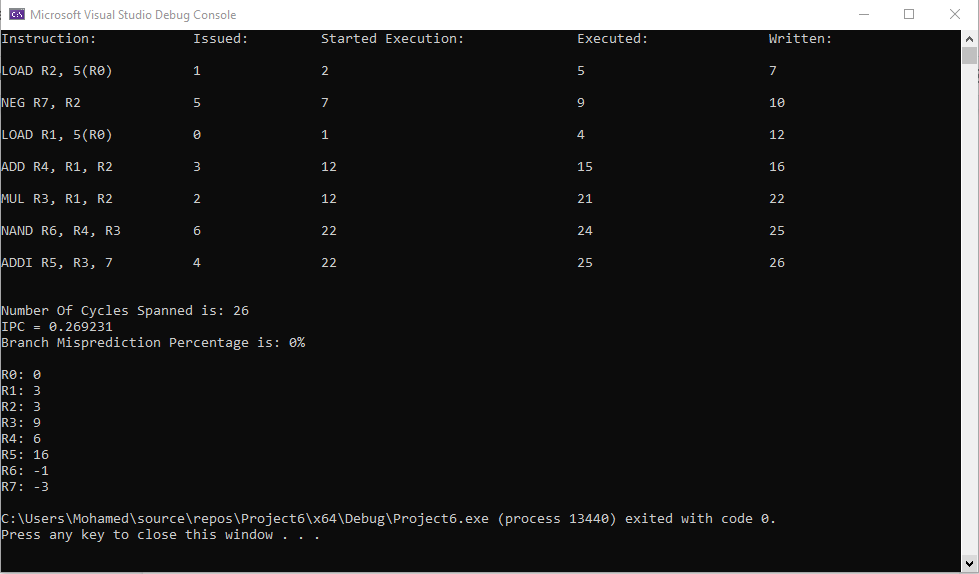 Microsoft Visual Studio Debug Console
Instruction: Issued: Started Execution: Executed: Written:
LOAD R2, 5(R0) 1 2 5 7
NEG R7, R2 5 7 9 10
LOAD R1, 5(R0) 0 1 4 12
ADD R4, R1, R2 3 12 15 16
MUL R3, R1, R2 2 12 21 22
NAND R6, R4, R3 6 22 24 25
ADDI R5, R3, 7 4 22 25 26
Number Of Cycles Spanned is: 26
IPC = 0.269231
Branch Misprediction Percentage is: 0%
R0: 0
R1: 3
R2: 3
R3: 9
R4: 6
R5: 16
R6: -1
R7: -3
C:\Users\Mohamed\source\repos\Project6\x64\Debug\Project6.exe (process 13440) exited with code 0.
Press any key to close this window . . .